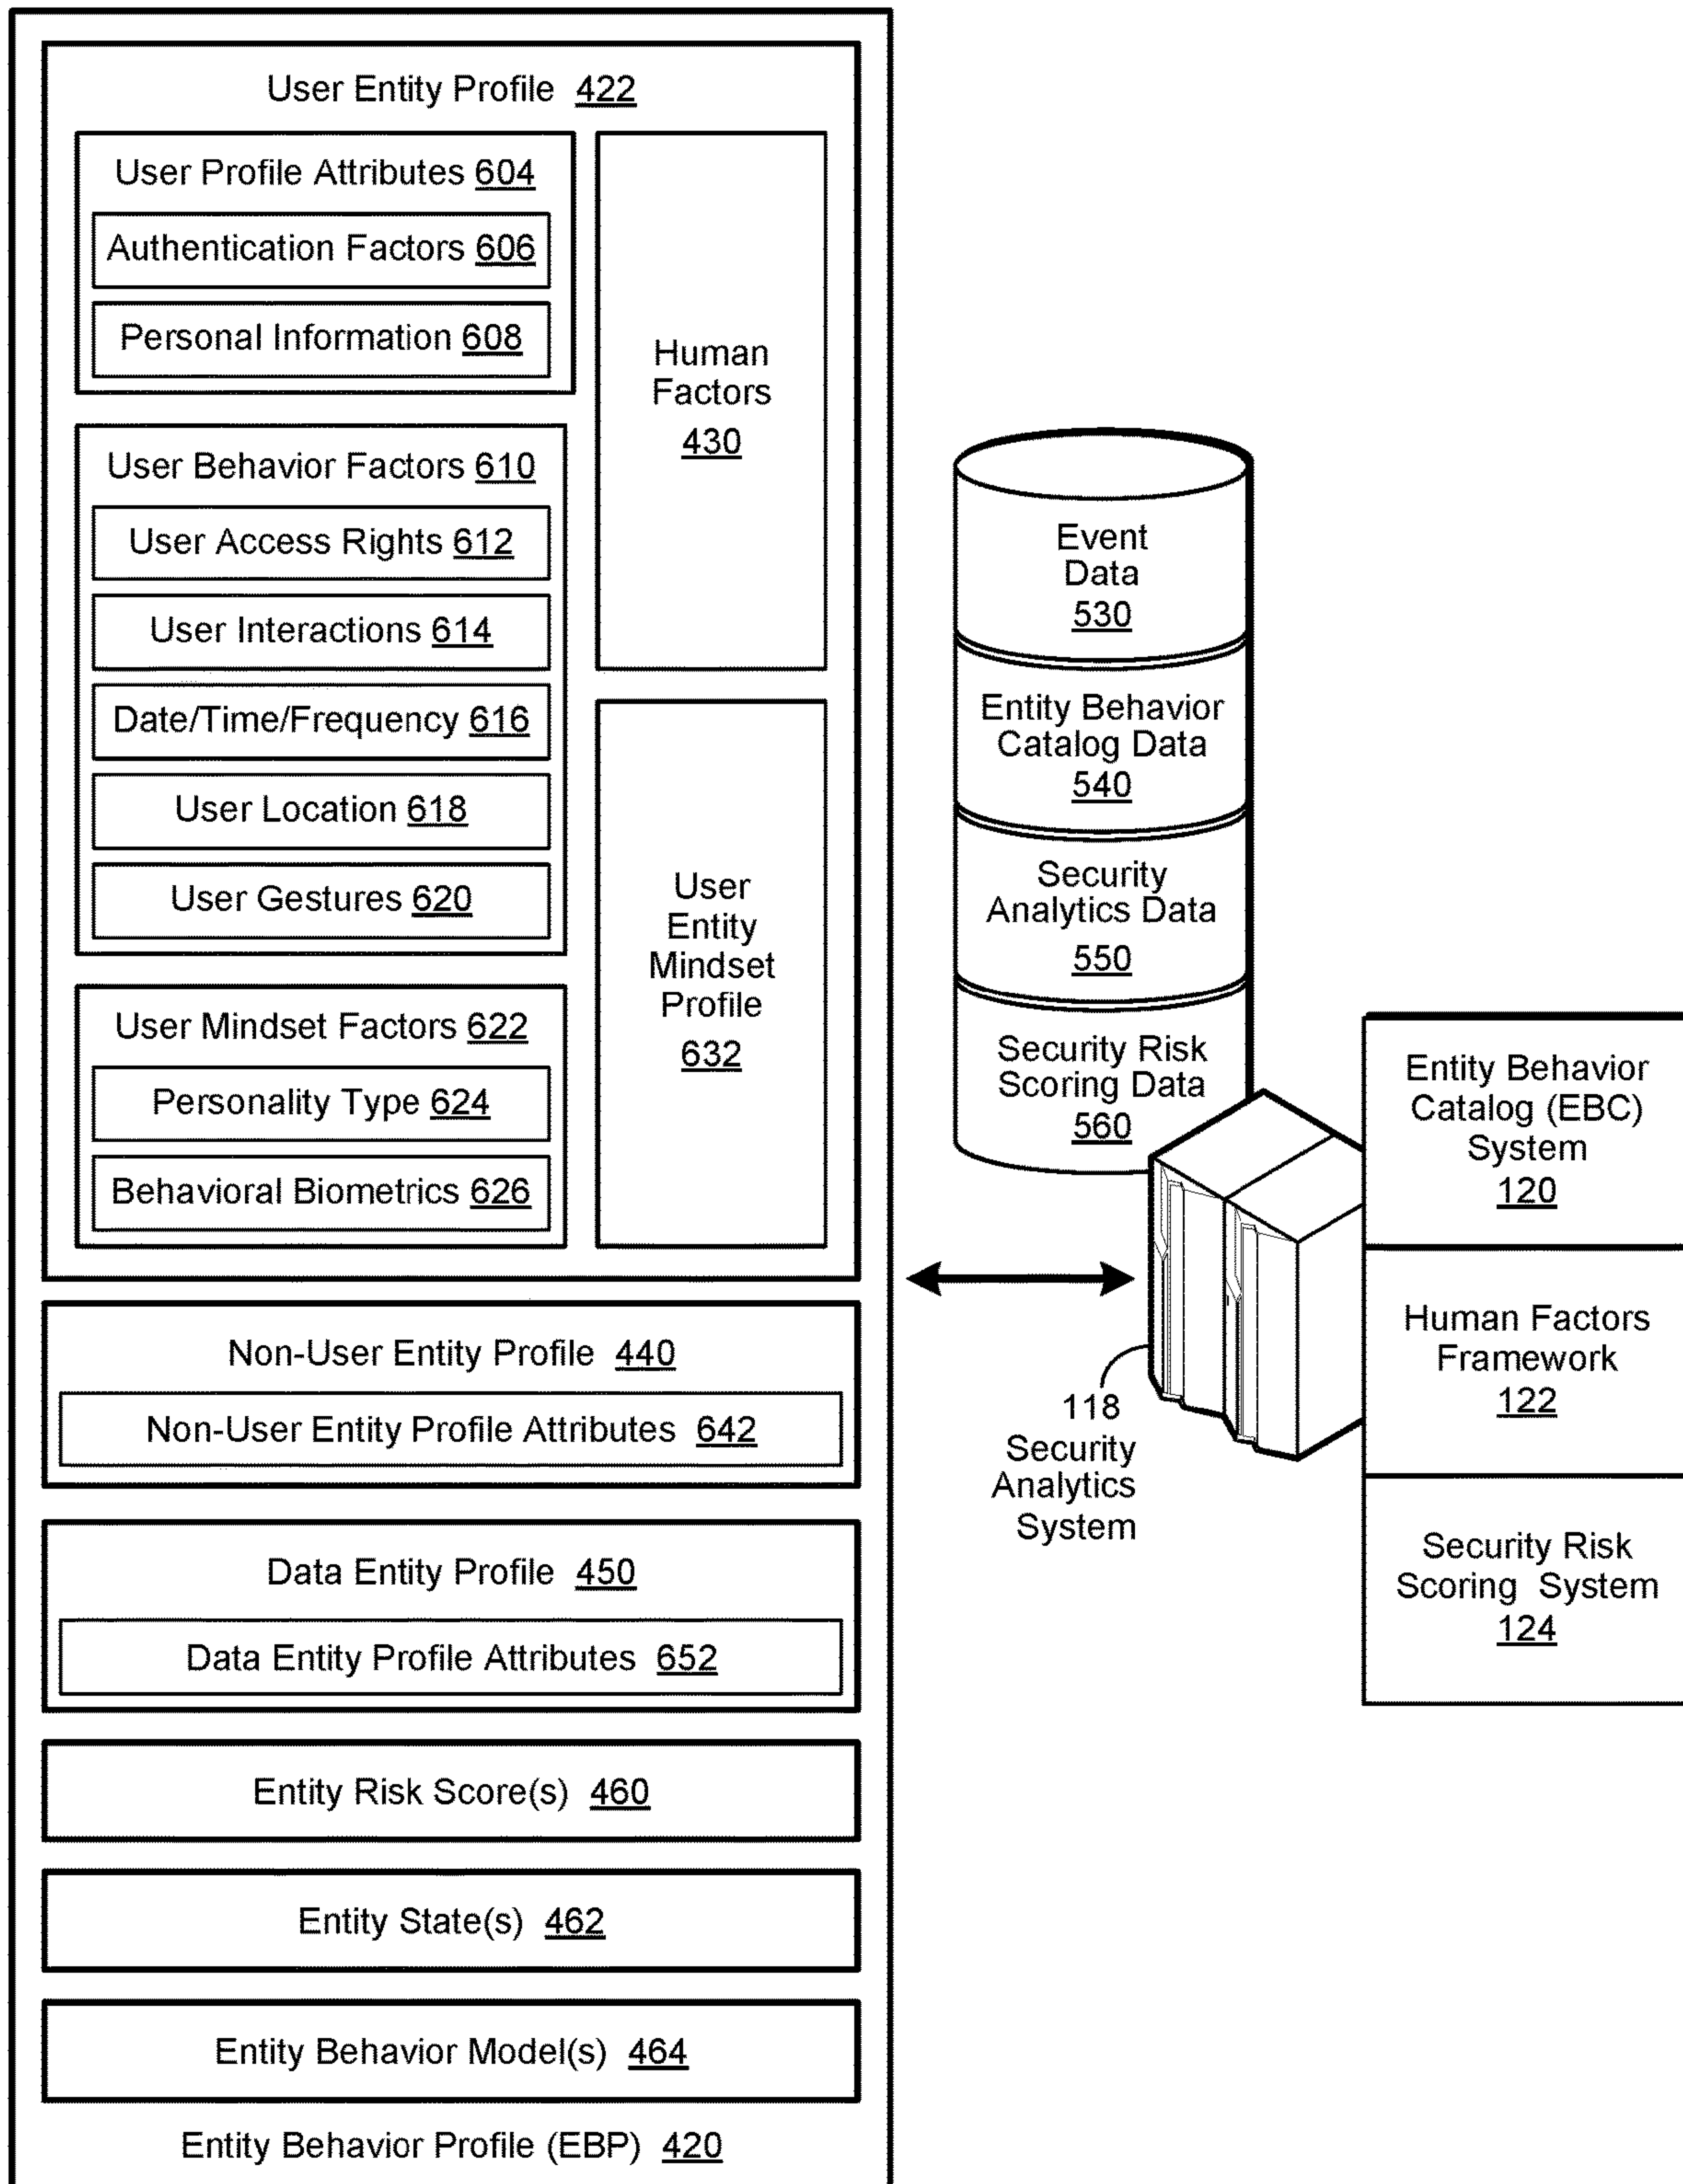 User Entity Profile 422
User Profile Attributes 604
Authentication Factors 606
Personal Information 608
Human
Factors
430
User Behavior Factors 610
User Access Rights 612
User Interactions 614
Date/Time/Frequency 616
User Location 618
User Gestures 620
User Mindset Factors 622
Personality Type 624
Behavioral Biometrics 626
User
Entity
Mindset
Profile
632
Non-User Entity Profile 440
Non-User Entity Profile Attributes 642
Data Entity Profile 450
Data Entity Profile Attributes 652
Entity Risk Score(s) 460
Entity State(s) 462
Entity Behavior Model(s) 464
Entity Behavior Profile (EBP) 420
Event
Data
530
Entity Behavior
Catalog Data
540
Security
Analytics Data
550
Security Risk
Scoring Data
560
118
Security
Analytics
System
Entity Behavior
Catalog (EBC)
System
120
Human Factors
Framework
122
Security Risk
Scoring System
124